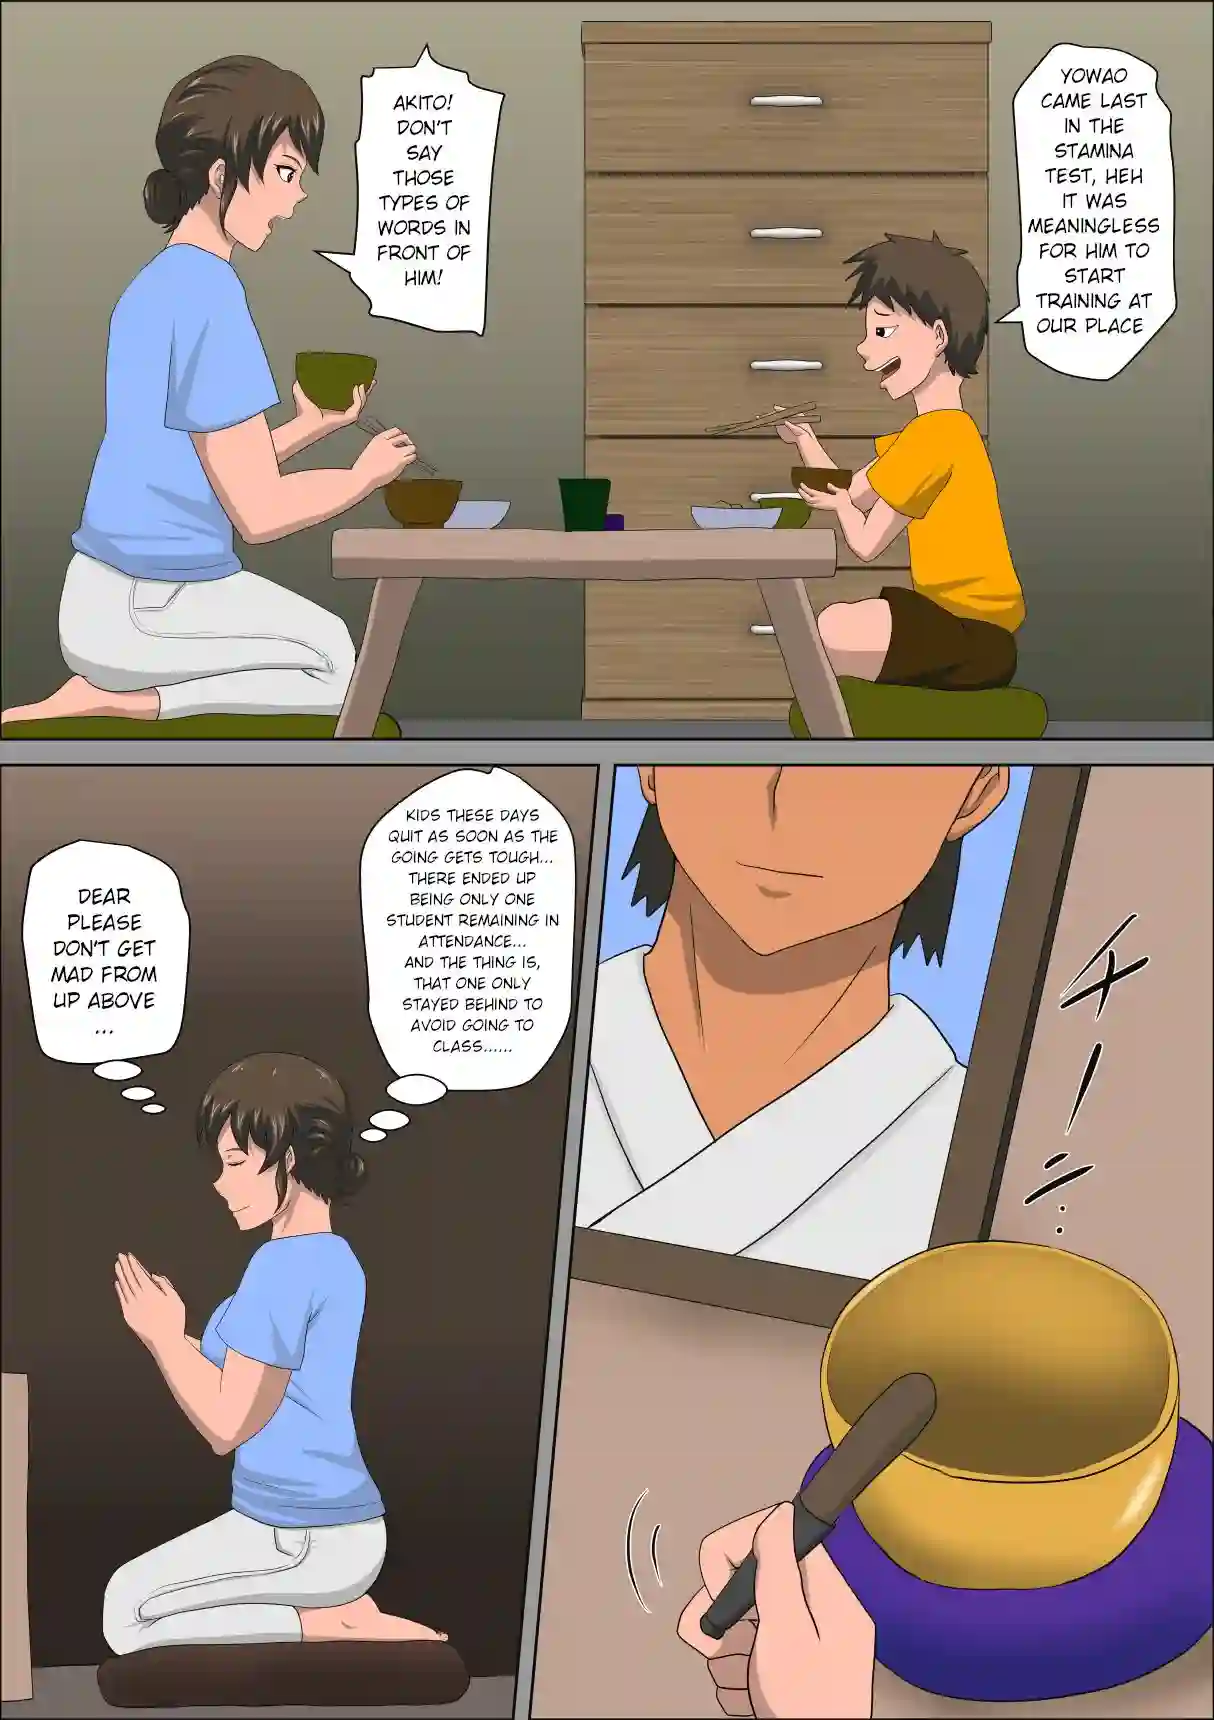 YOWAO
CAME LAST
IN THE
STAMINA
TEST, HEH
IT WAS
MEANINGLESS
FOR HIM TO
START
TRAINING AT
OUR PLACE
AKITO!
DON'T
SAY
THOSE
TYPES OF
WORDS IN
FRONT OF
HIM!
KIDS THESE DAYS
QUIT AS SOON AS THE
GOING GETS TOUGH...
THERE ENDED UP
BEING ONLY ONE
STUDENT REMAINING IN
ATTENDANCE...
AND THE THING IS,
THAT ONE ONLY
STAYED BEHIND TO
AVOID GOING TO
CLASS......
DEAR
PLEASE
DON'T GET
MAD FROM
UP ABOVE
...
チーン…